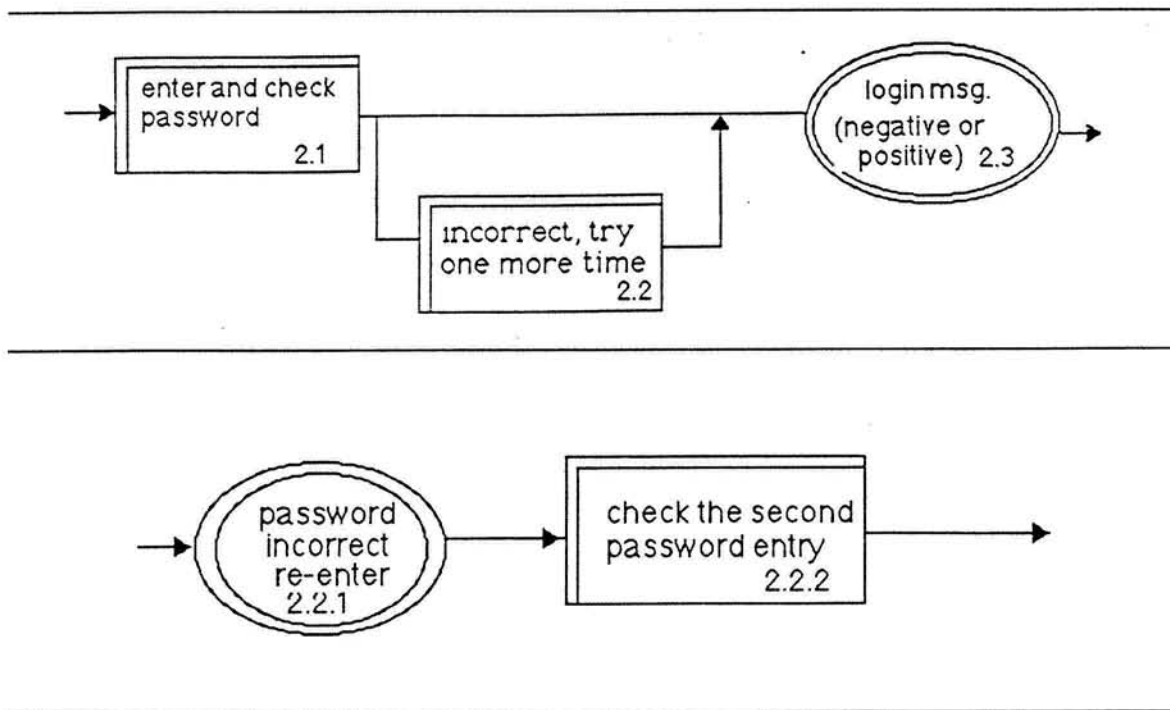 enter and check
password
2.1
login msg.
(negative or
positive) 2.3
incorrect, try
one more time
2.2
password
incorrect
re-enter
2.2.1
check the second
password entry
2.2.2